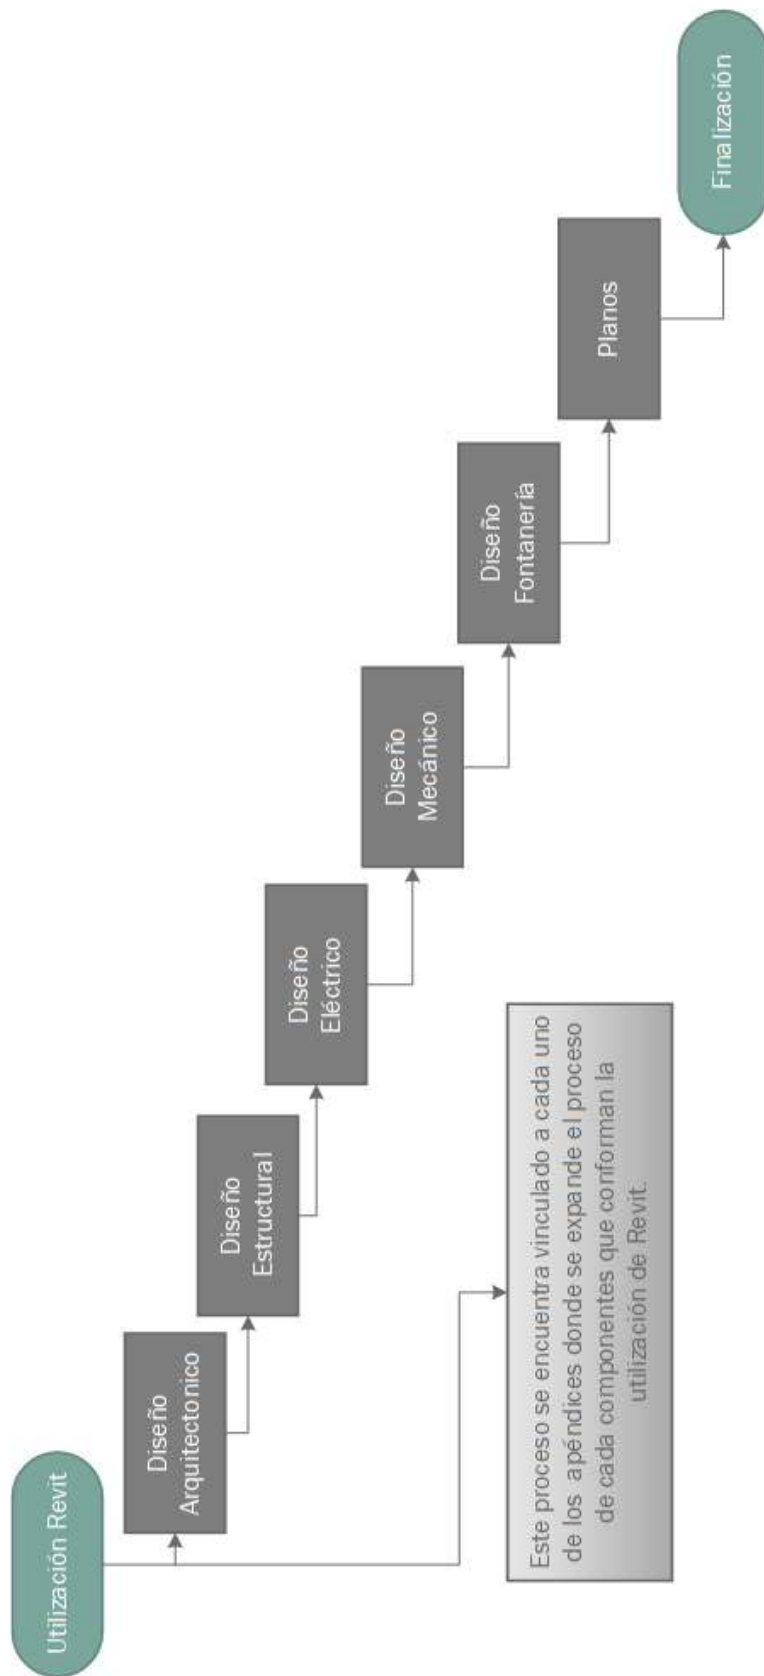 Utilización Revit
Diseño
Arquitectonico
Diseño
Estructural
Diseño
Eléctrico
Diseño
Mecánico
Diseño
Fontanería
Planos
Finalización
Este proceso se encuentra vinculado a cada uno
de los apéndices donde se expande el proceso
de cada componentes que conforman la
utilización de Revit.